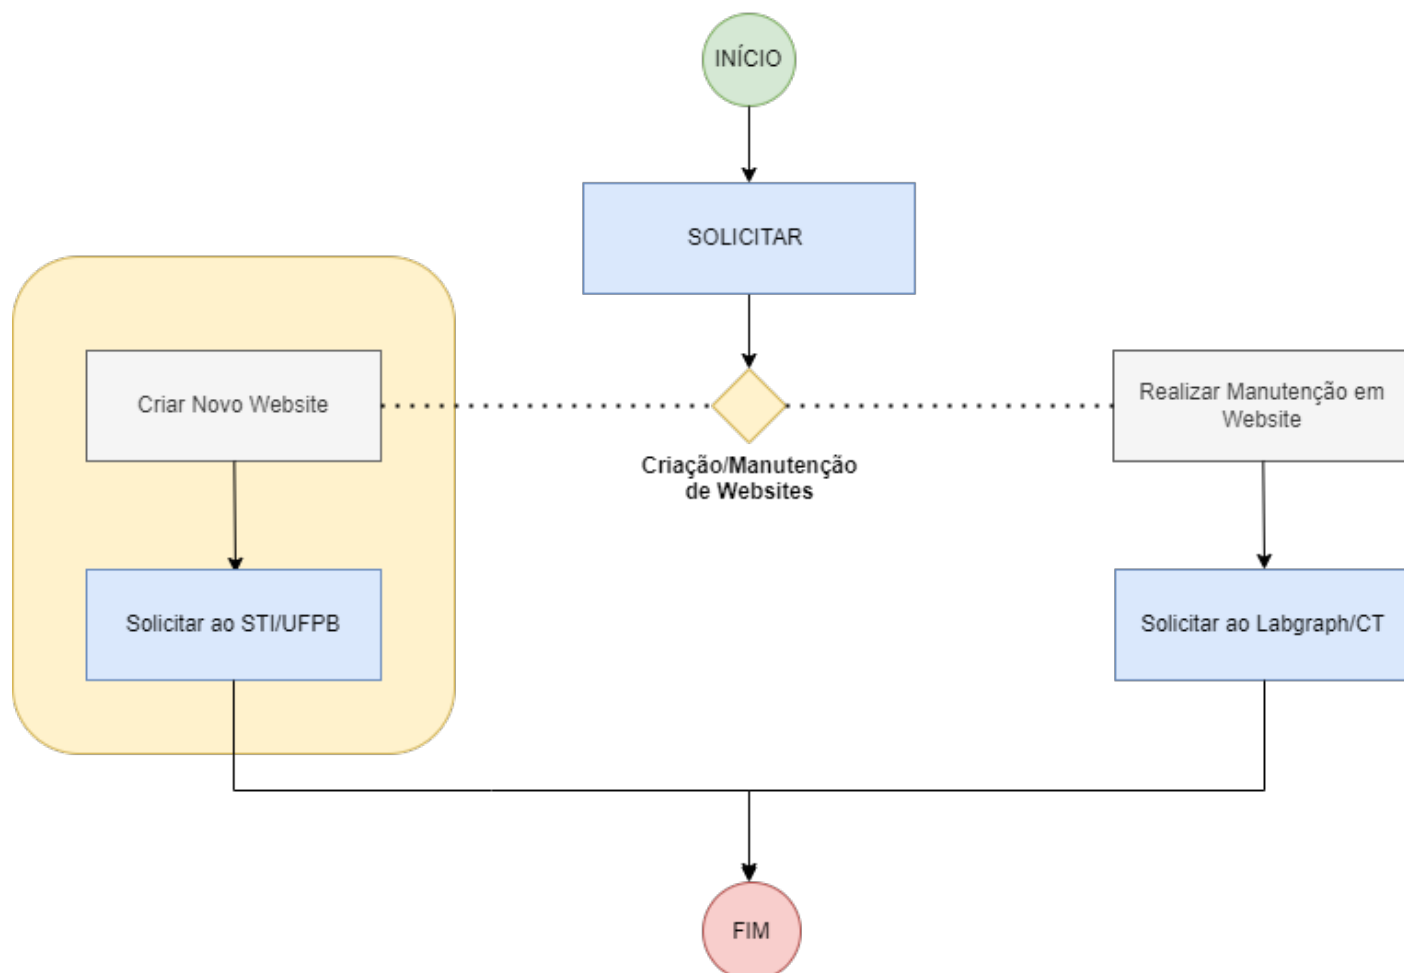 INÍCIO
SOLICITAR
Criar Novo Website
Realizar Manutenção em
Website
Criação/Manutenção
de Websites
Solicitar ao STI/UFPB
Solicitar ao Labgraph/CT
FIM